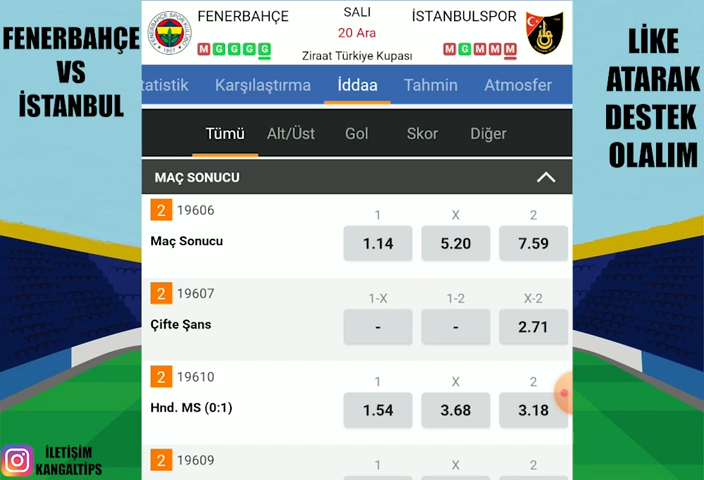 FENERBAHÇE
VS
İSTANBUL
FENERBAHÇE
M G G G G
SALI
20 Ara
Ziraat Türkiye Kupası
İSTANBULSPOR
M G M M M
LİKE
ATARAK
DESTEK
OLALIM
tatistik Karşılaştırma İddaa Tahmin Atmosfer
Tümü Alt/Üst Gol Skor Diğer
MAÇ SONUCU
2 19606
1 X 2
Maç Sonucu 1.14 5.20 7.59
2 19607
1-X 1-2 X-2
Çifte Şans - - 2.71
2 19610
1 X 2
Hnd. MS (0:1) 1.54 3.68 3.18
2 19609
1 X 2
İLETİŞİM
KANGALTİPS